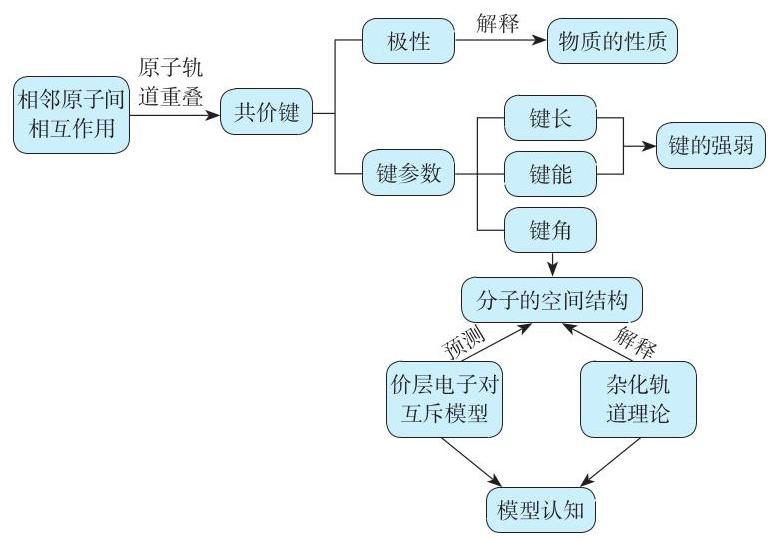 极性
解释
物质的性质
相邻原子间
相互作用
原子轨
道重叠
共价键
键参数
键长
键能
键角
键的强弱
分子的空间结构
预测
解释
价层电子对
互斥模型
杂化轨
道理论
模型认知